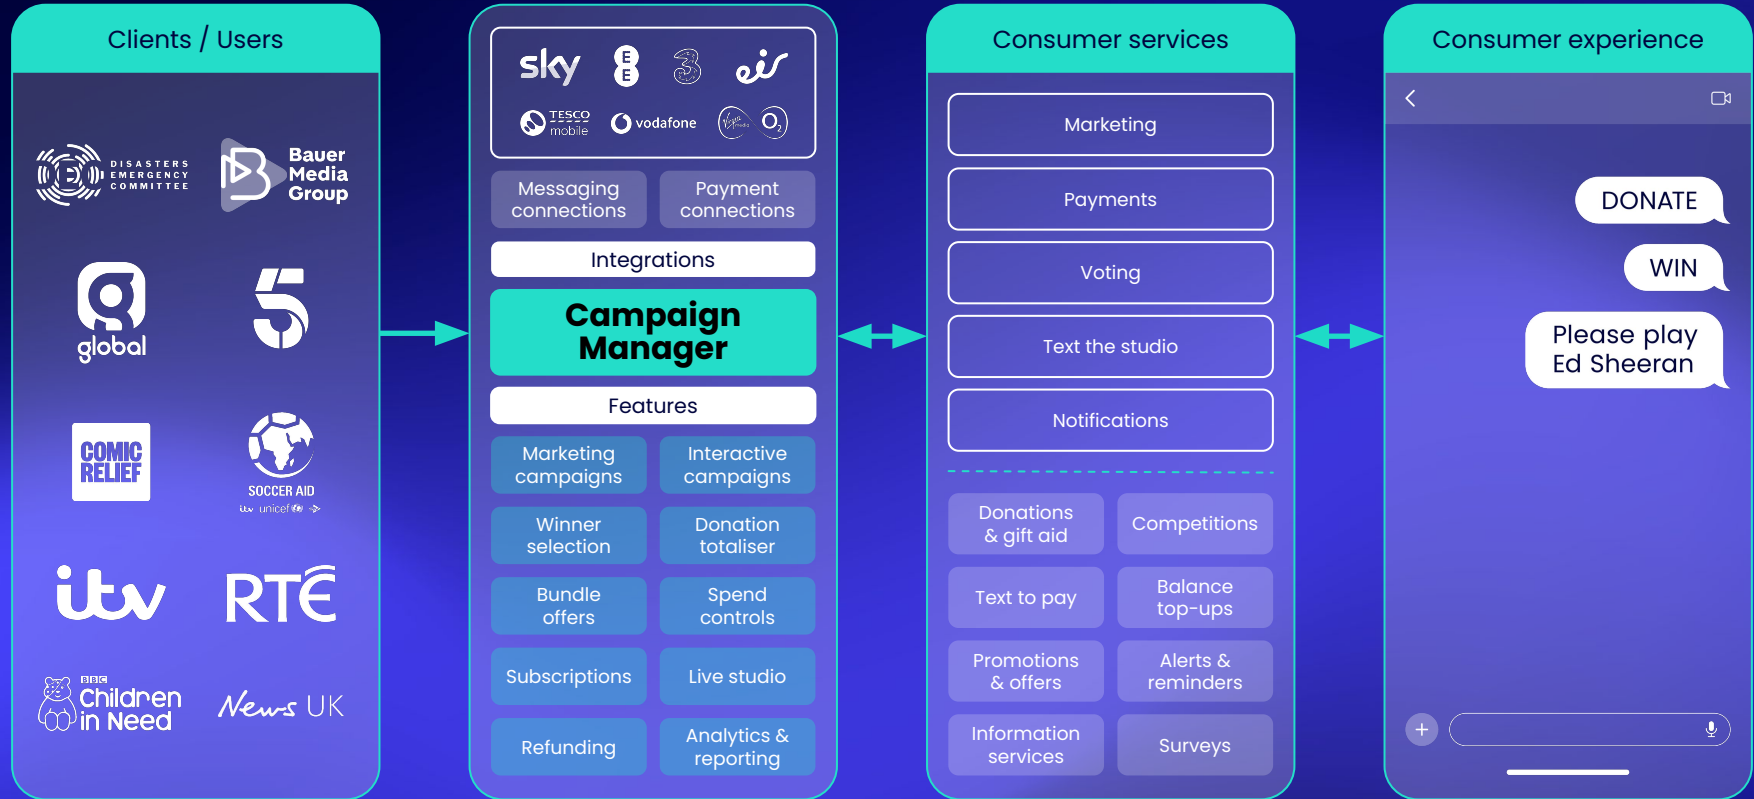 Clients / Users
DISASTERS
EMERGENCY
COMMITTEE
Bauer
Media
Group
global
5
COMIC
RELIEF
SOCCER AID
itv unicef
itv
RTÉ
BBC
Children
in Need
News UK
sky
EE
3
eir
TESCO
mobile
vodafone
Virgin media
O2
Messaging
connections
Payment
connections
Integrations
Campaign
Manager
Features
Marketing
campaigns
Interactive
campaigns
Winner
selection
Donation
totaliser
Bundle
offers
Spend
controls
Subscriptions
Live studio
Refunding
Analytics &
reporting
Consumer services
Marketing
Payments
Voting
Text the studio
Notifications
Donations
& gift aid
Competitions
Text to pay
Balance
top-ups
Promotions
& offers
Alerts &
reminders
Information
services
Surveys
Consumer experience
DONATE
WIN
Please play
Ed Sheeran